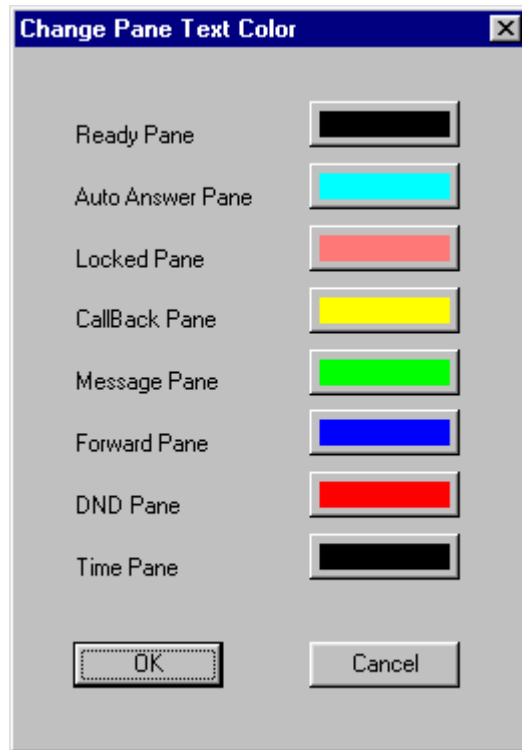 Change Pane Text Color
Ready Pane
Auto Answer Pane
Locked Pane
CallBack Pane
Message Pane
Forward Pane
DND Pane
Time Pane
OK Cancel